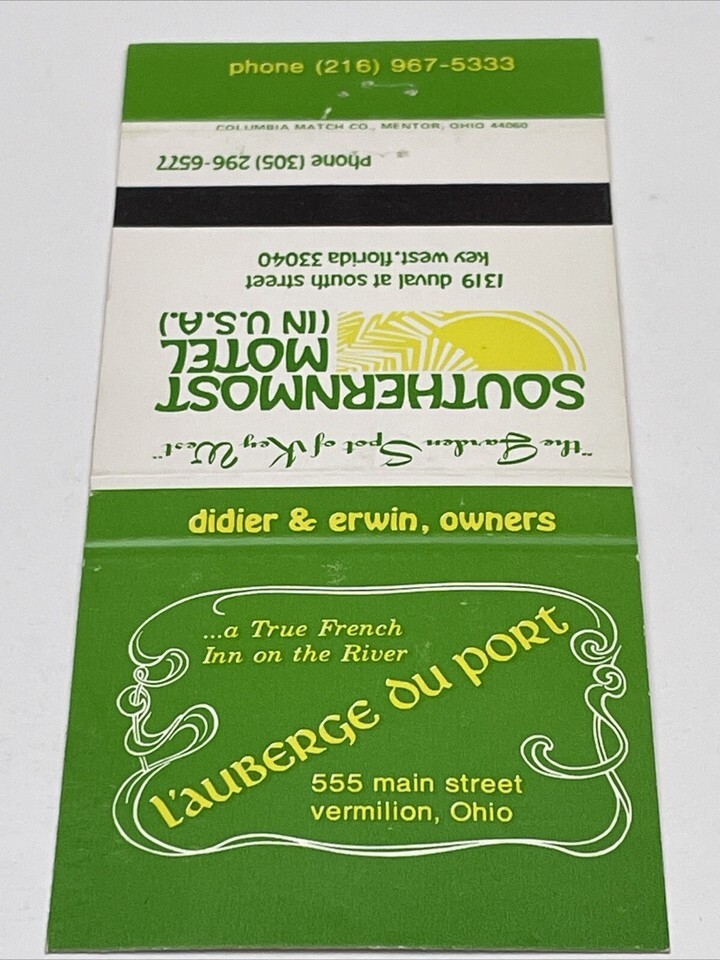 phone (216) 967-5333
COLUMBIA MATCH CO., MENTOR, OHIO 44060
"the Garden Spot of Key West"
SOUTHERNMOST
MOTEL
(IN U.S.A.)
1319 duval at south street
key west, florida 33040
Phone (305) 296-6577
didier & erwin, owners
...a True French
Inn on the River
l'auberge du port
555 main street
vermilion, Ohio